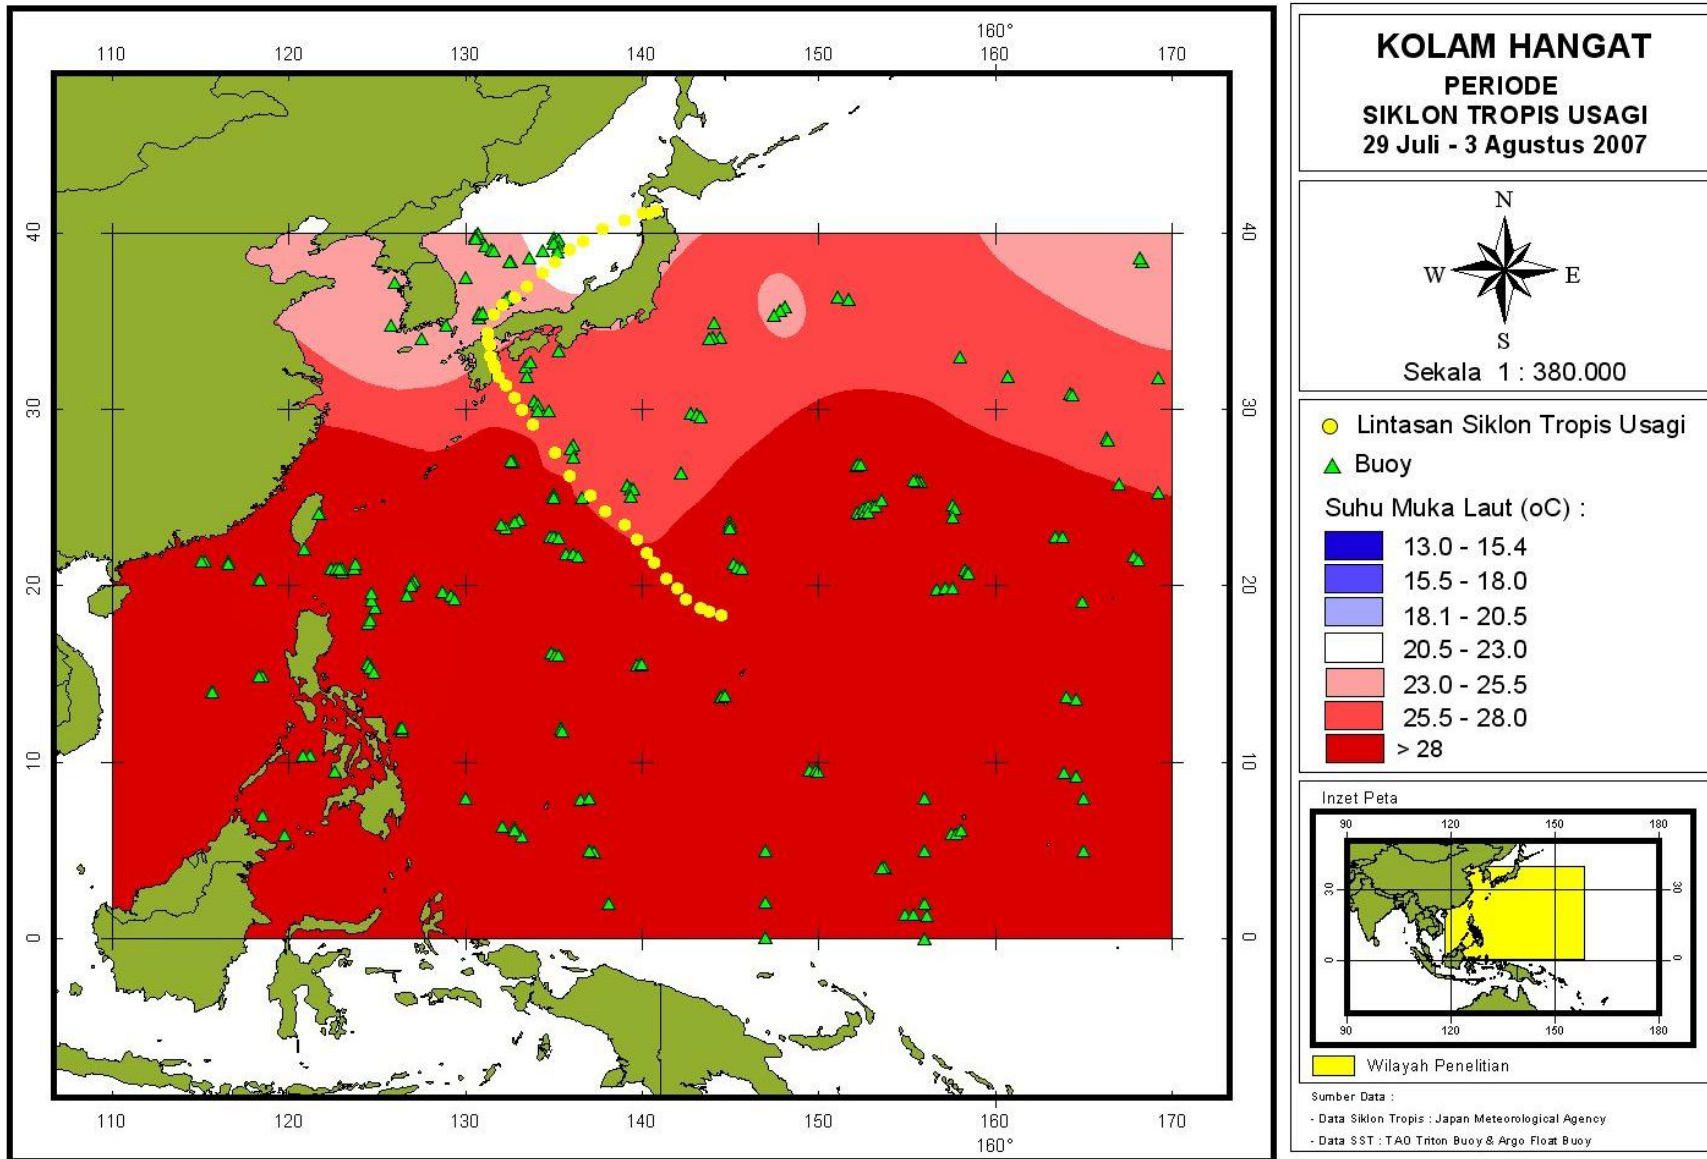 160°
110 120 130 140 150 160 170
40 40
30 30
20 20
10 10
0 0
110 120 130 140 150 160 170
160°
KOLAM HANGAT
PERIODE
SIKLON TROPIS USAGI
29 Juli - 3 Agustus 2007
N
W E
S
Sekala 1 : 380.000
Lintasan Siklon Tropis Usagi
Buoy
Suhu Muka Laut (oC) :
13.0 - 15.4
15.5 - 18.0
18.1 - 20.5
20.5 - 23.0
23.0 - 25.5
25.5 - 28.0
> 28
Inzet Peta
90 120 150 180
30 30
0 0
90 120 150 180
Wilayah Penelitian
Sumber Data :
- Data Siklon Tropis : Japan Meteorological Agency
- Data SST : TAO Triton Buoy & Argo Float Buoy